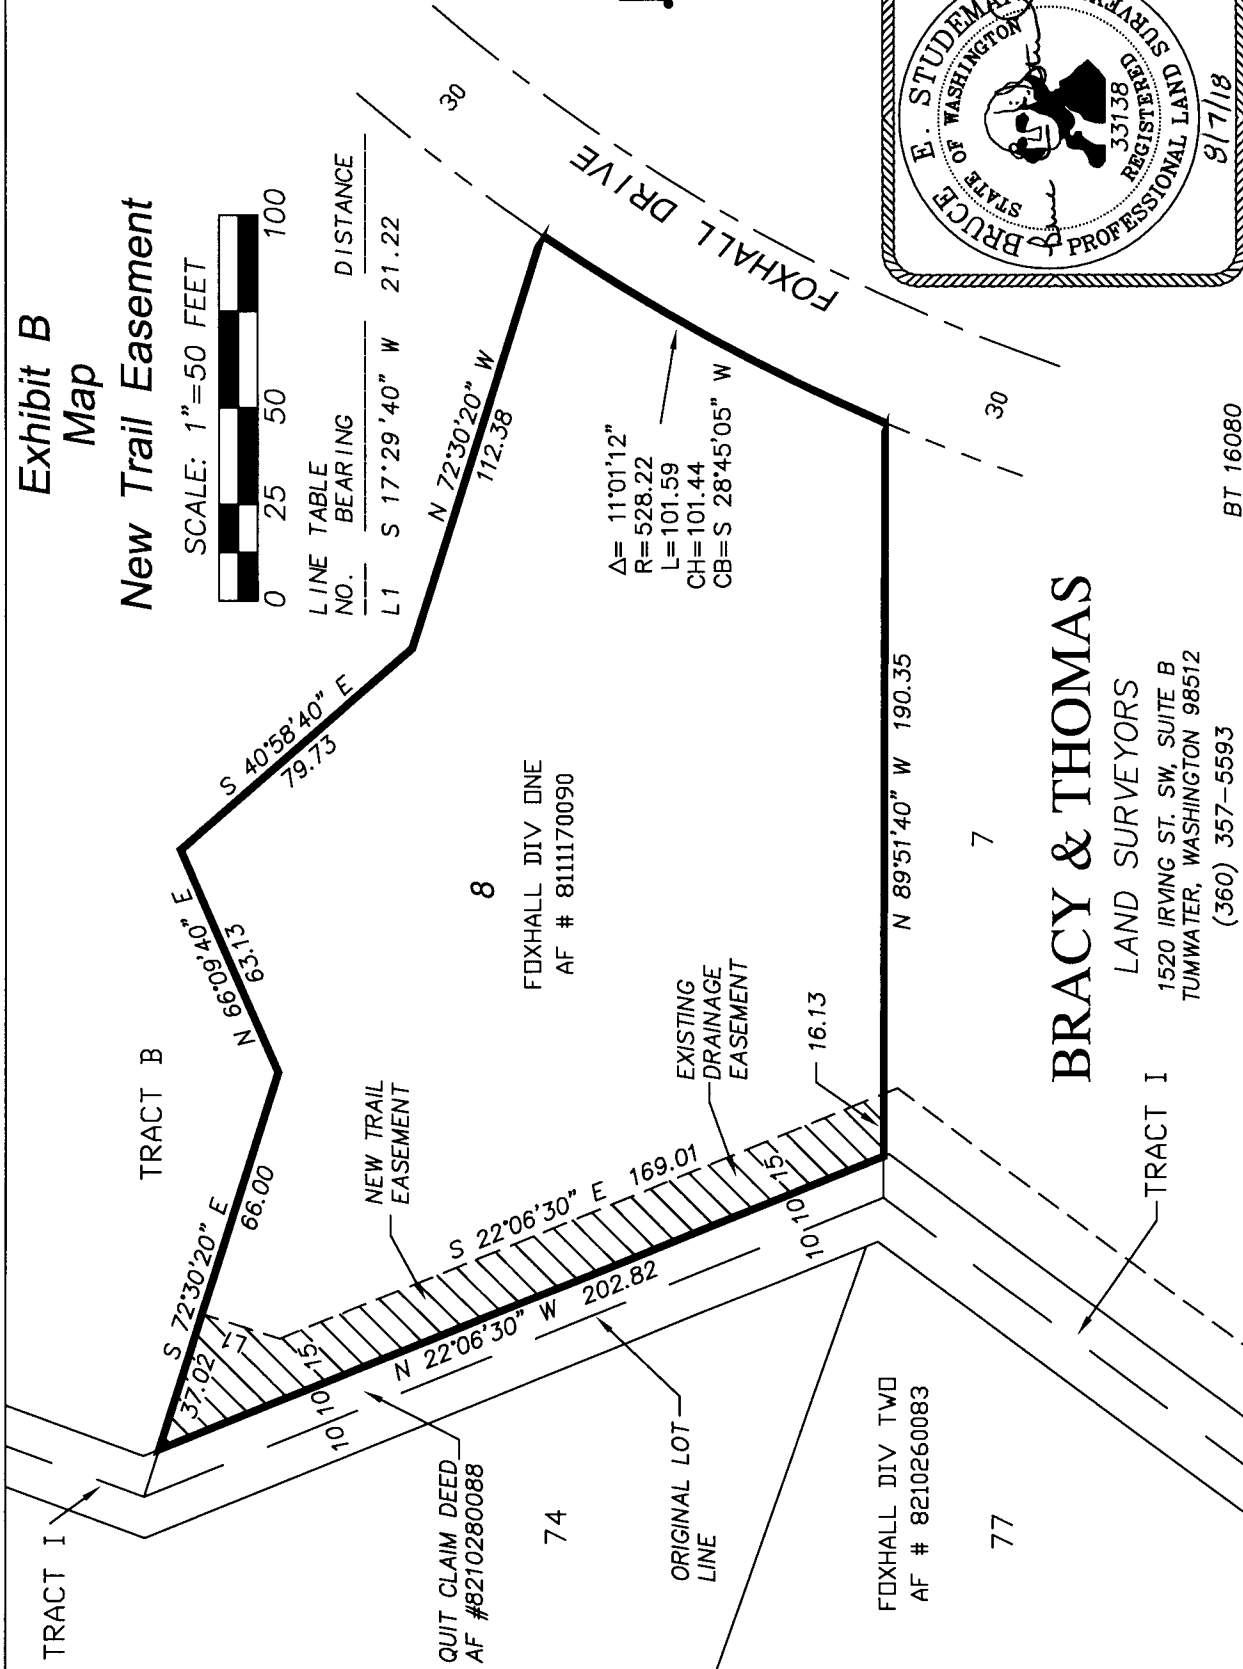 Exhibit B
Map
New Trail Easement
SCALE: 1"=50 FEET
0 25 50 100
LINE TABLE
NO. BEARING DISTANCE
L1 S 17°29'40" W 21.22
TRACT I
TRACT B
S 72°30'20" E
66.00
37.02
L1
N 66°09'40" E
63.13
S 40°58'40" E
79.73
N 72°30'20" W
112.38
30
FOXHALL DRIVE
30
Δ= 11°01'12"
R=528.22
L=101.59
CH=101.44
CB=S 28°45'05" W
8
FOXHALL DIV ONE
AF # 8111170090
NEW TRAIL
EASEMENT
EXISTING
DRAINAGE
EASEMENT
16.13
S 22°06'30" E 169.01
N 22°06'30" W 202.82
10 10 15
10 10 15
N 89°51'40" W 190.35
7
QUIT CLAIM DEED
AF #8210280088
74
ORIGINAL LOT
LINE
FOXHALL DIV TWO
AF # 8210260083
77
TRACT I
BRACY & THOMAS
LAND SURVEYORS
1520 IRVING ST. SW, SUITE B
TUMWATER, WASHINGTON 98512
(360) 357-5593
BT 16080
BRUCE E. STUDEMAN
STATE OF WASHINGTON
33138
REGISTERED
PROFESSIONAL LAND SURVEY